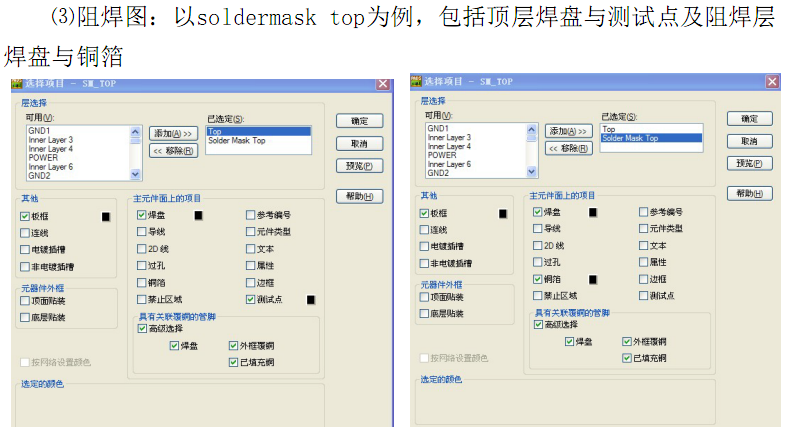 ⑶阻焊图：以soldermask top为例，包括顶层焊盘与测试点及阻焊层
焊盘与铜箔
选择项目 - SM_TOP
层选择
可用(V):
GND1
Inner Layer 3
Inner Layer 4
POWER
Inner Layer 6
GND2
添加(A) >>
<< 移除(R)
已选定(S):
Top
Solder Mask Top
确定
取消
预览(P)
帮助(H)
其他
板框
连线
电镀插槽
非电镀插槽
元器件外框
顶面贴装
底层贴装
主元件面上的项目
焊盘
导线
2D 线
过孔
铜箔
禁止区域
参考编号
元件类型
文本
属性
边框
测试点
具有关联覆铜的管脚
高级选择
焊盘
外框覆铜
已填充铜
按网络设置颜色
选定的颜色
选择项目 - SM_TOP
层选择
可用(V):
GND1
Inner Layer 3
Inner Layer 4
POWER
Inner Layer 6
GND2
添加(A) >>
<< 移除(R)
已选定(S):
Top
Solder Mask Top
确定
取消
预览(P)
帮助(H)
其他
板框
连线
电镀插槽
非电镀插槽
元器件外框
顶面贴装
底层贴装
主元件面上的项目
焊盘
导线
2D 线
过孔
铜箔
禁止区域
参考编号
元件类型
文本
属性
边框
测试点
具有关联覆铜的管脚
高级选择
焊盘
外框覆铜
已填充铜
按网络设置颜色
选定的颜色